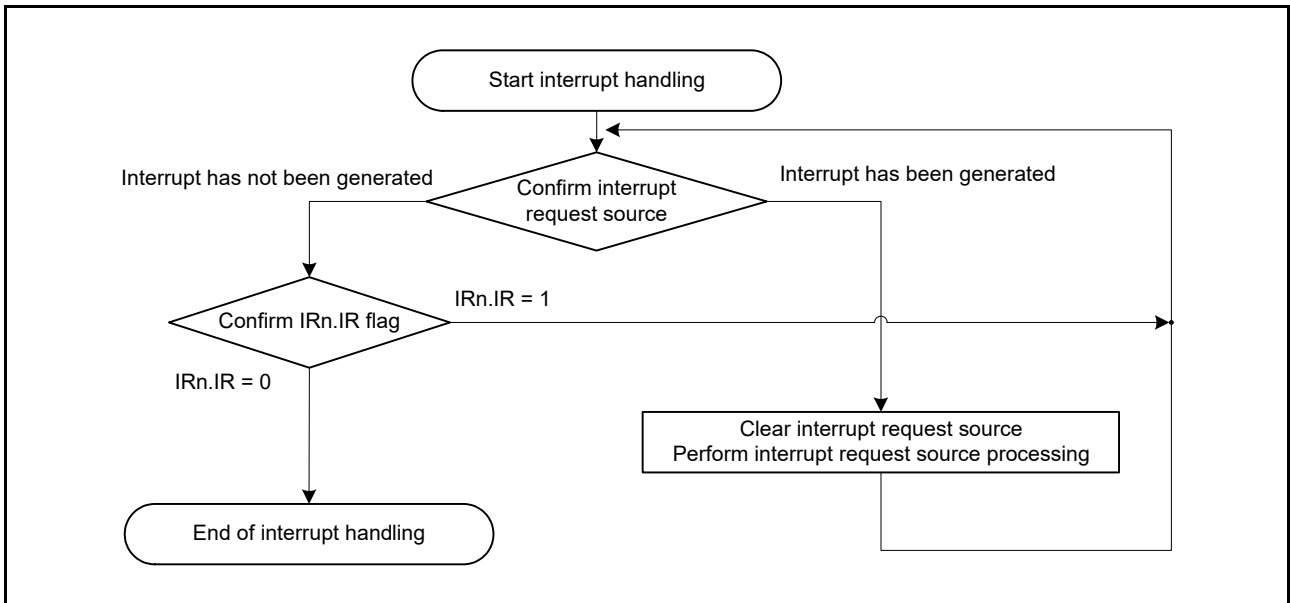 Start interrupt handling
Interrupt has not been generated
Interrupt has been generated
Confirm interrupt
request source
IRn.IR = 1
Confirm IRn.IR flag
IRn.IR = 0
Clear interrupt request source
Perform interrupt request source processing
End of interrupt handling